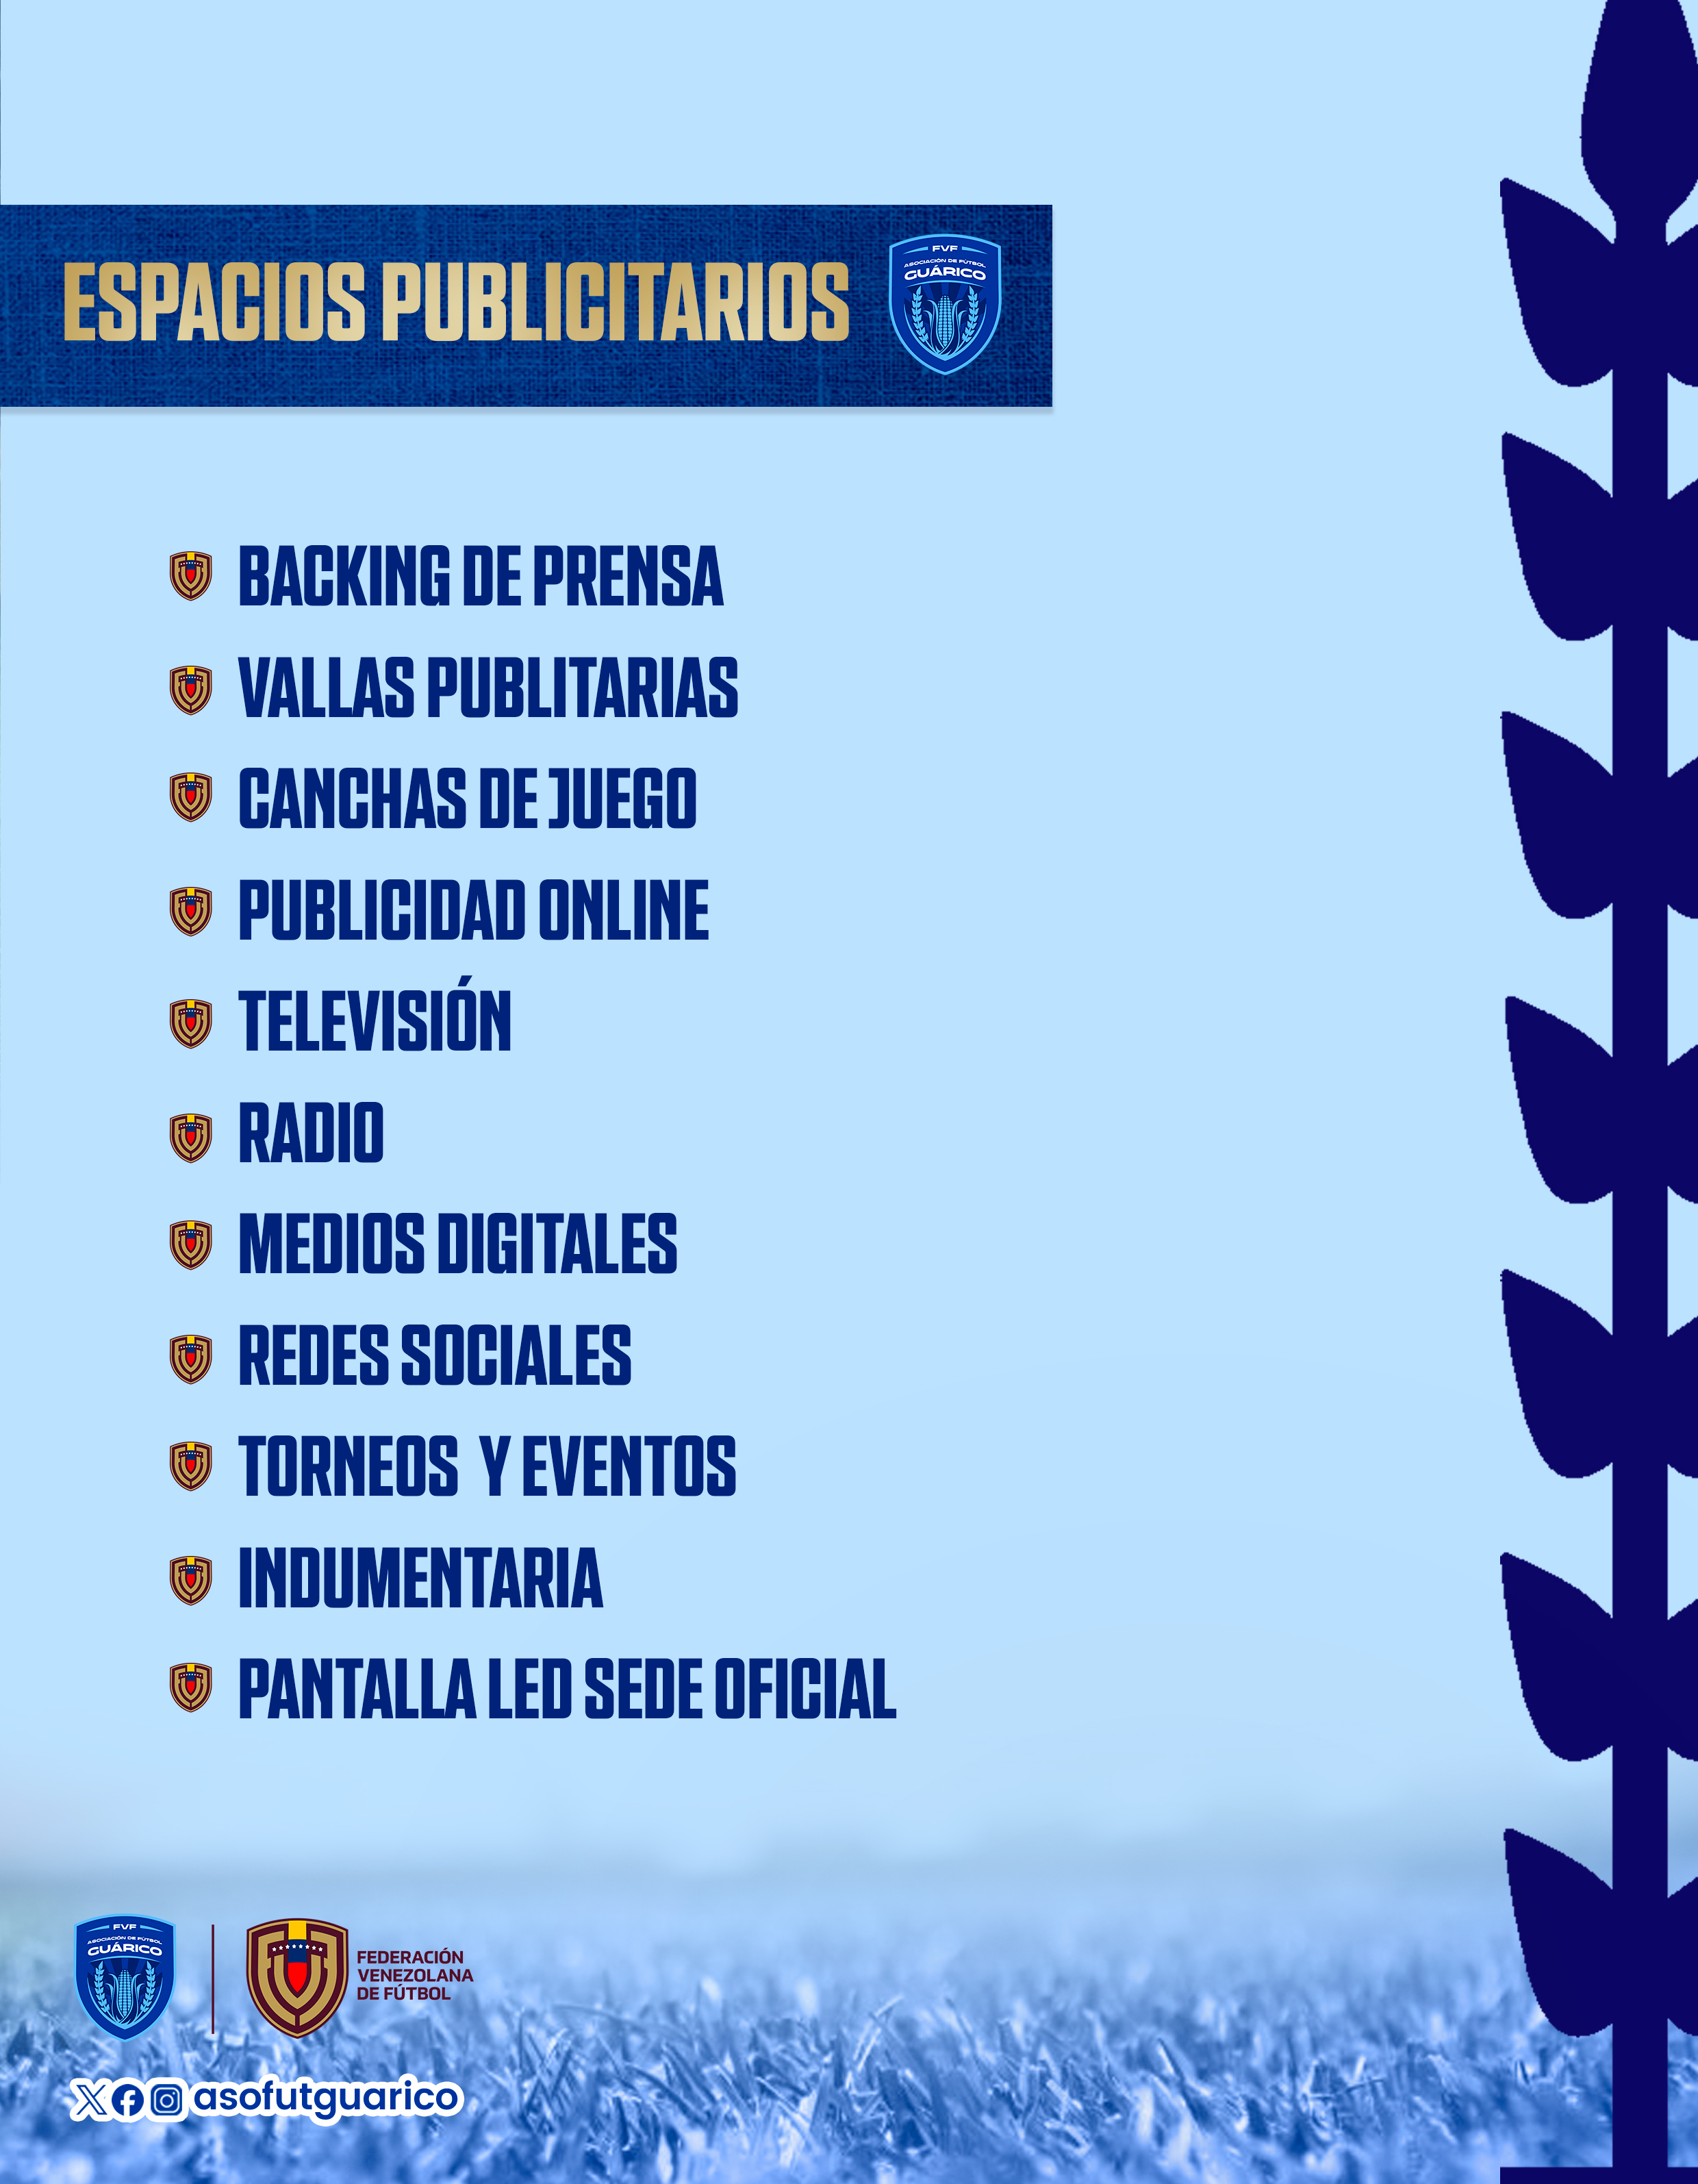 ESPACIOS PUBLICITARIOS
FVF
ASOCIACIÓN DE FÚTBOL
GUÁRICO
BACKING DE PRENSA
VALLAS PUBLITARIAS
CANCHAS DE JUEGO
PUBLICIDAD ONLINE
TELEVISIÓN
RADIO
MEDIOS DIGITALES
REDES SOCIALES
TORNEOS Y EVENTOS
INDUMENTARIA
PANTALLA LED SEDE OFICIAL
FVF
ASOCIACIÓN DE FÚTBOL
GUÁRICO
FEDERACIÓN
VENEZOLANA
DE FÚTBOL
asofutguarico